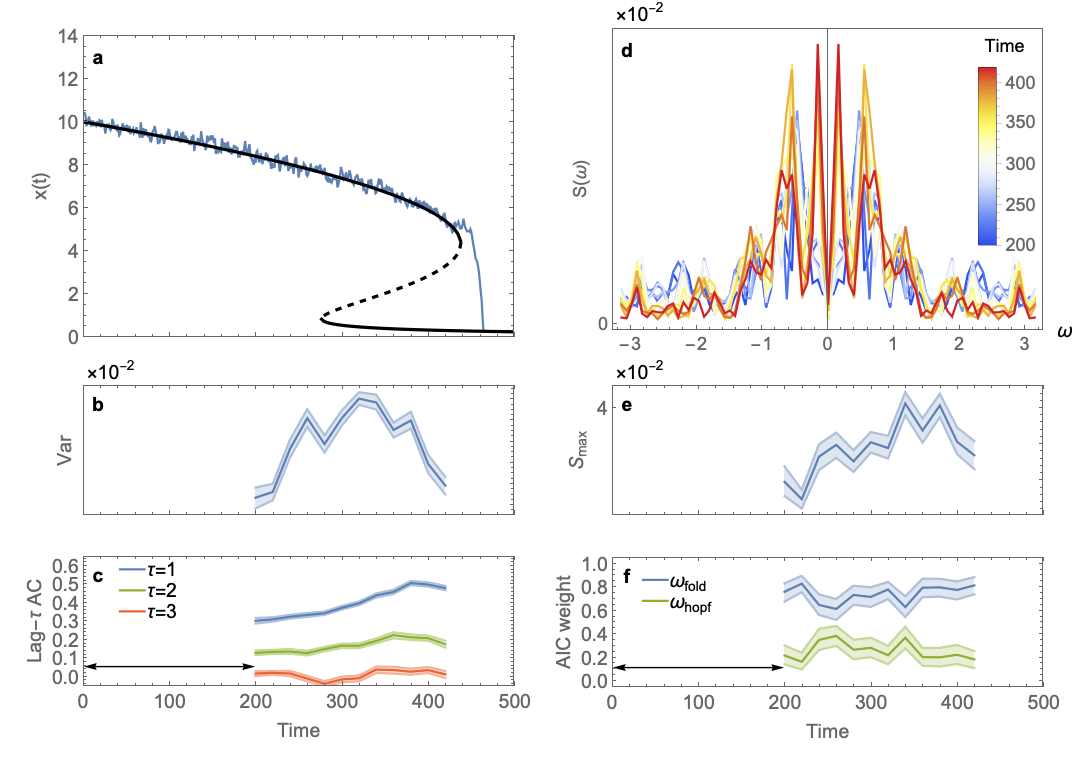 a
x(t)
14
12
10
8
6
4
2
0
×10−2
d
Time
400
350
300
250
200
S(ω)
0
−3 −2 −1 0 1 2 3
ω
×10−2
b
Var
×10−2
e
4
Smax
c
τ=1
τ=2
τ=3
Lag−τ AC
0.6
0.5
0.4
0.3
0.2
0.1
0.0
0 100 200 300 400 500
Time
f
ωfold
ωhopf
AIC weight
1.0
0.8
0.6
0.4
0.2
0.0
0 100 200 300 400 500
Time